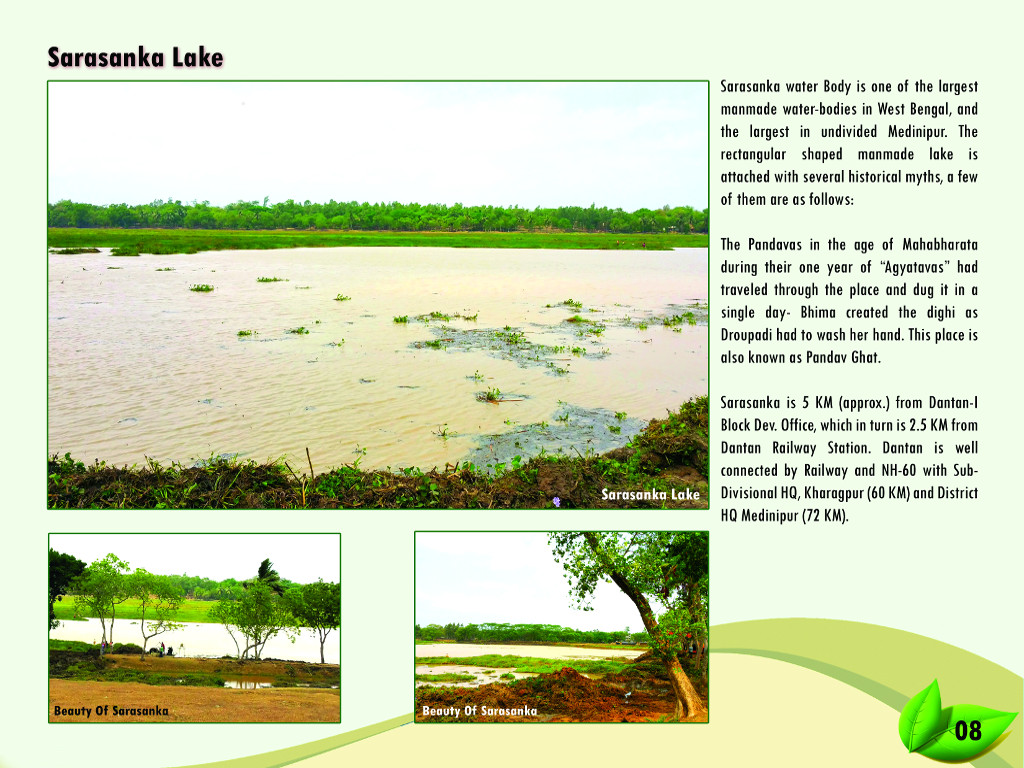 Sarasanka Lake
Sarasanka water Body is one of the largest
manmade water-bodies in West Bengal, and
the largest in undivided Medinipur. The
rectangular shaped manmade lake is
attached with several historical myths, a few
of them are as follows:
The Pandavas in the age of Mahabharata
during their one year of “Agyatavas” had
traveled through the place and dug it in a
single day- Bhima created the dighi as
Droupadi had to wash her hand. This place is
also known as Pandav Ghat.
Sarasanka is 5 KM (approx.) from Dantan-I
Block Dev. Office, which in turn is 2.5 KM from
Dantan Railway Station. Dantan is well
connected by Railway and NH-60 with Sub-
Divisional HQ, Kharagpur (60 KM) and District
HQ Medinipur (72 KM).
Sarasanka Lake
Beauty Of Sarasanka
Beauty Of Sarasanka
08